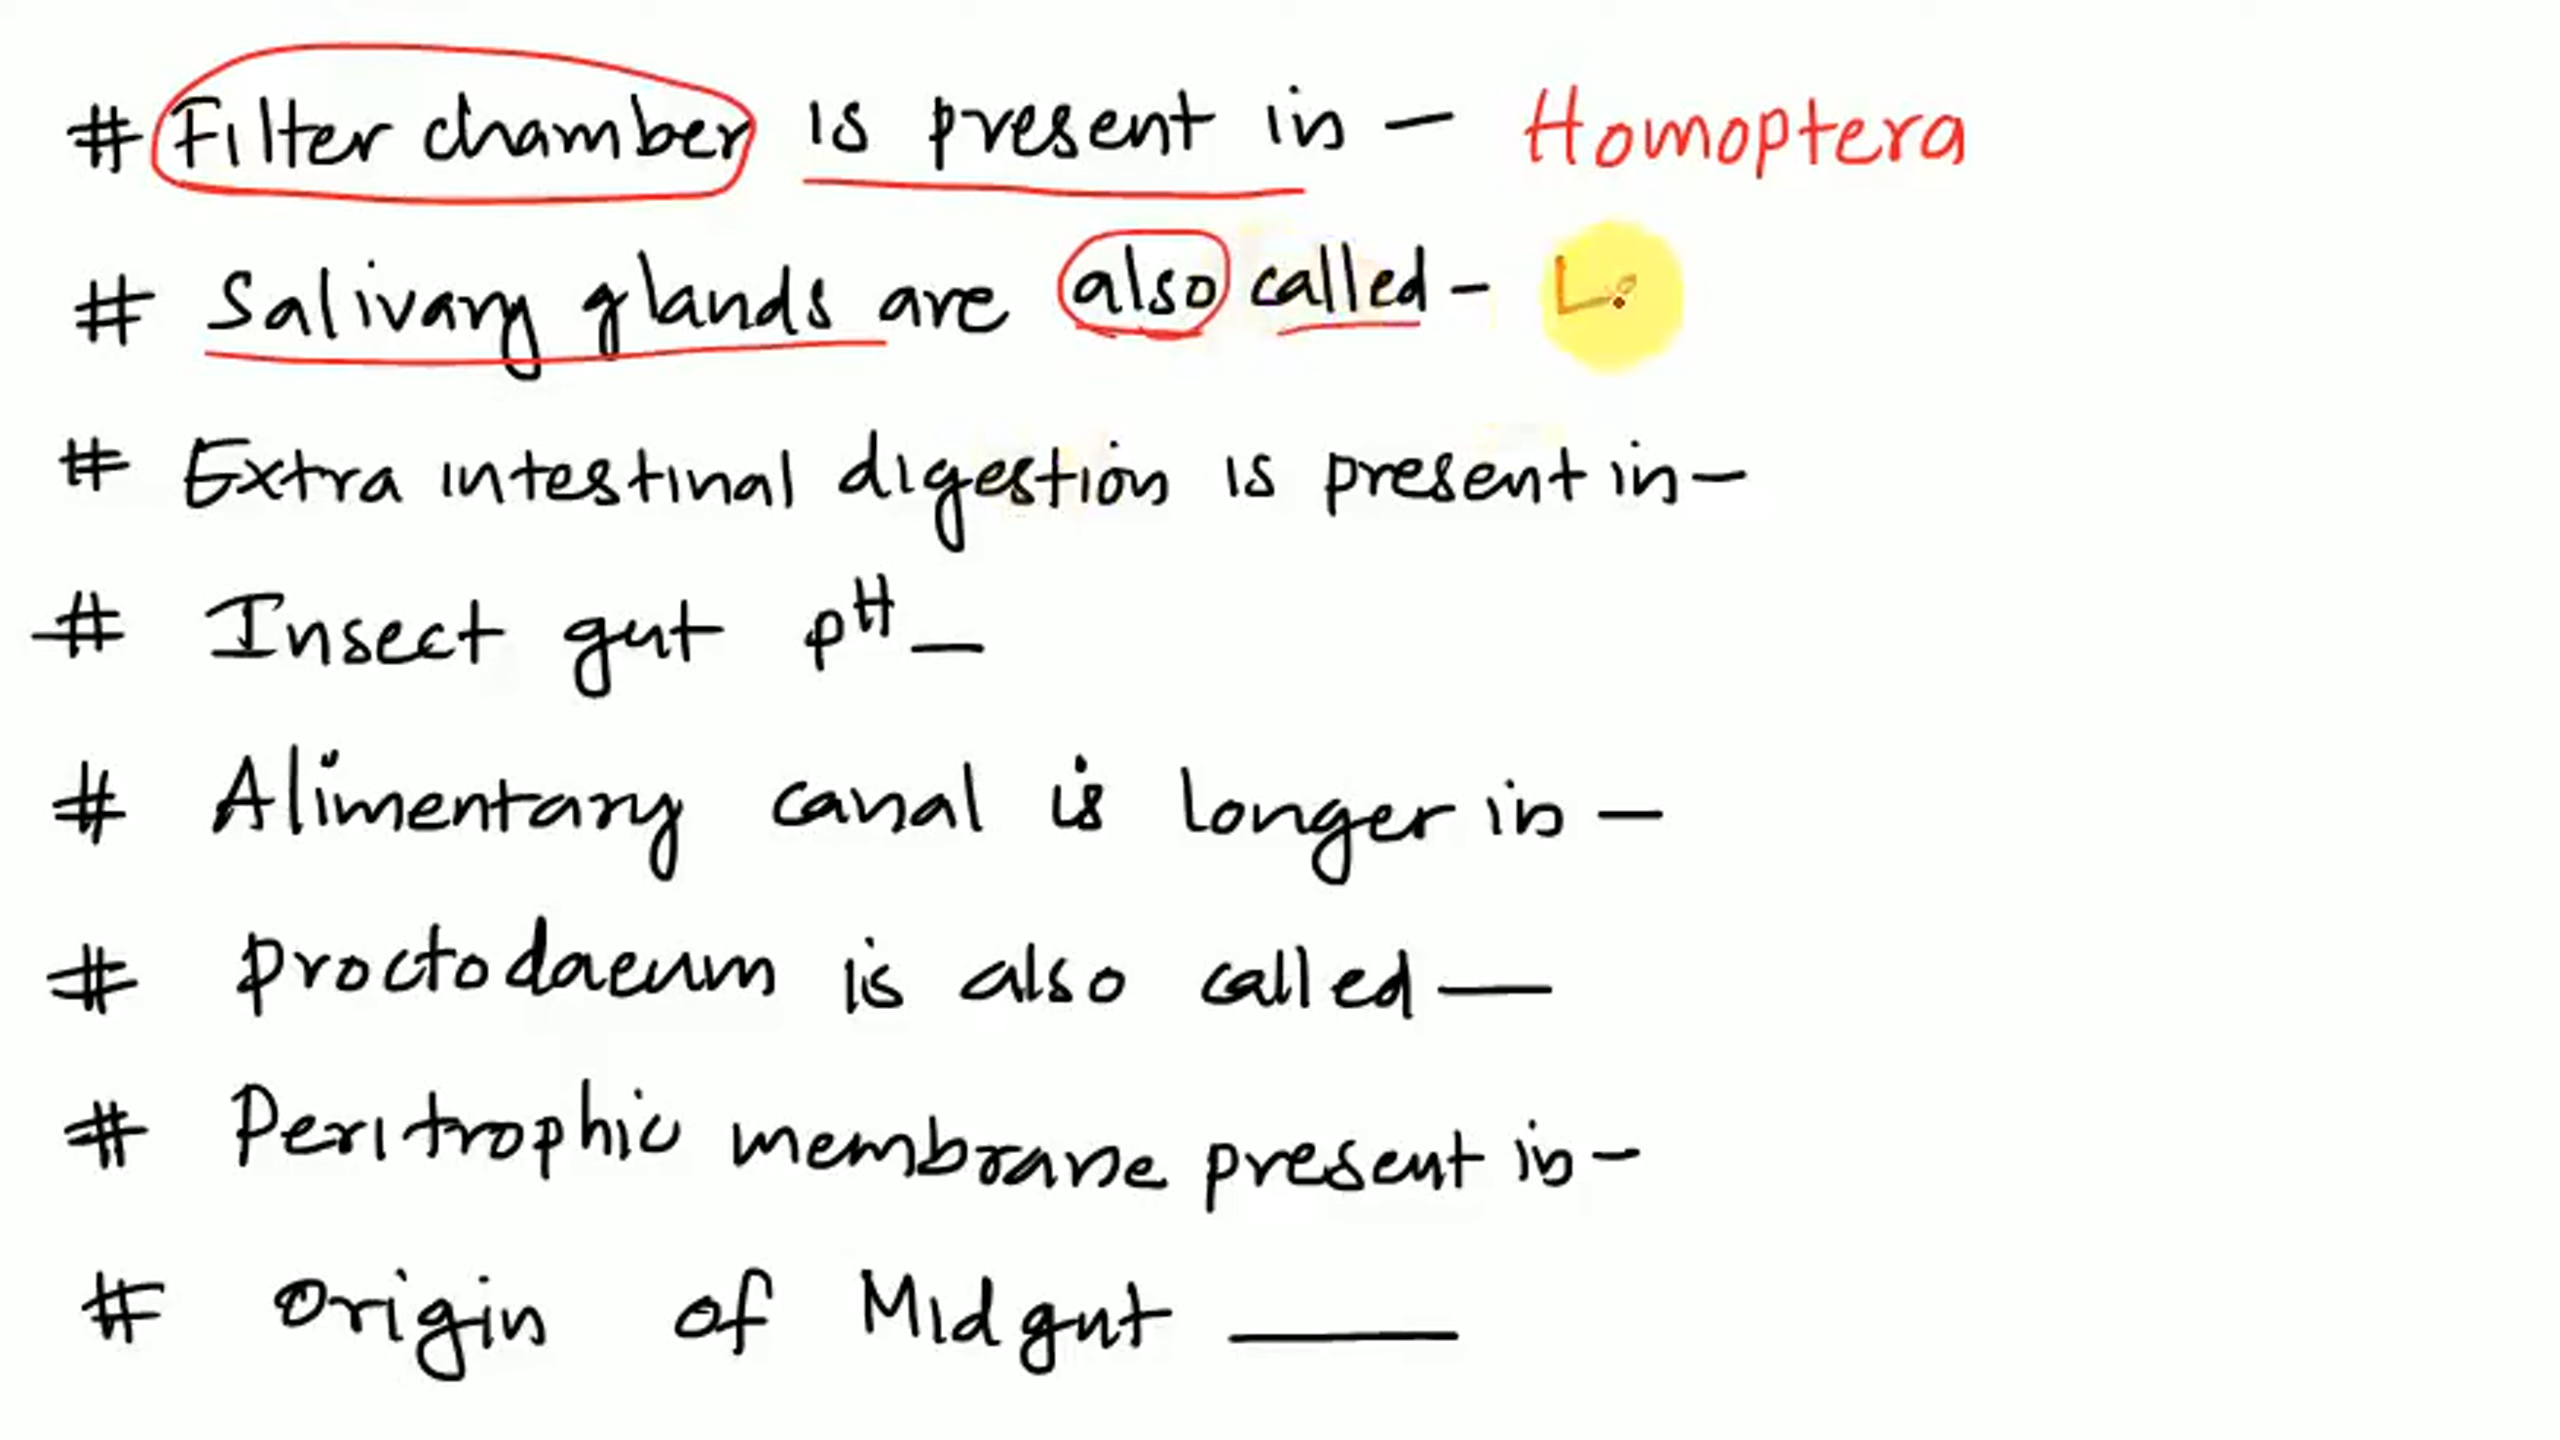 # Filter chamber is present in - Homoptera
# Salivary glands are also called - L
# Extra intestinal digestion is present in -
# Insect gut pH -
# Alimentary canal is longer in -
# Proctodaeum is also called -
# Peritrophic membrane present in -
# Origin of Midgut -